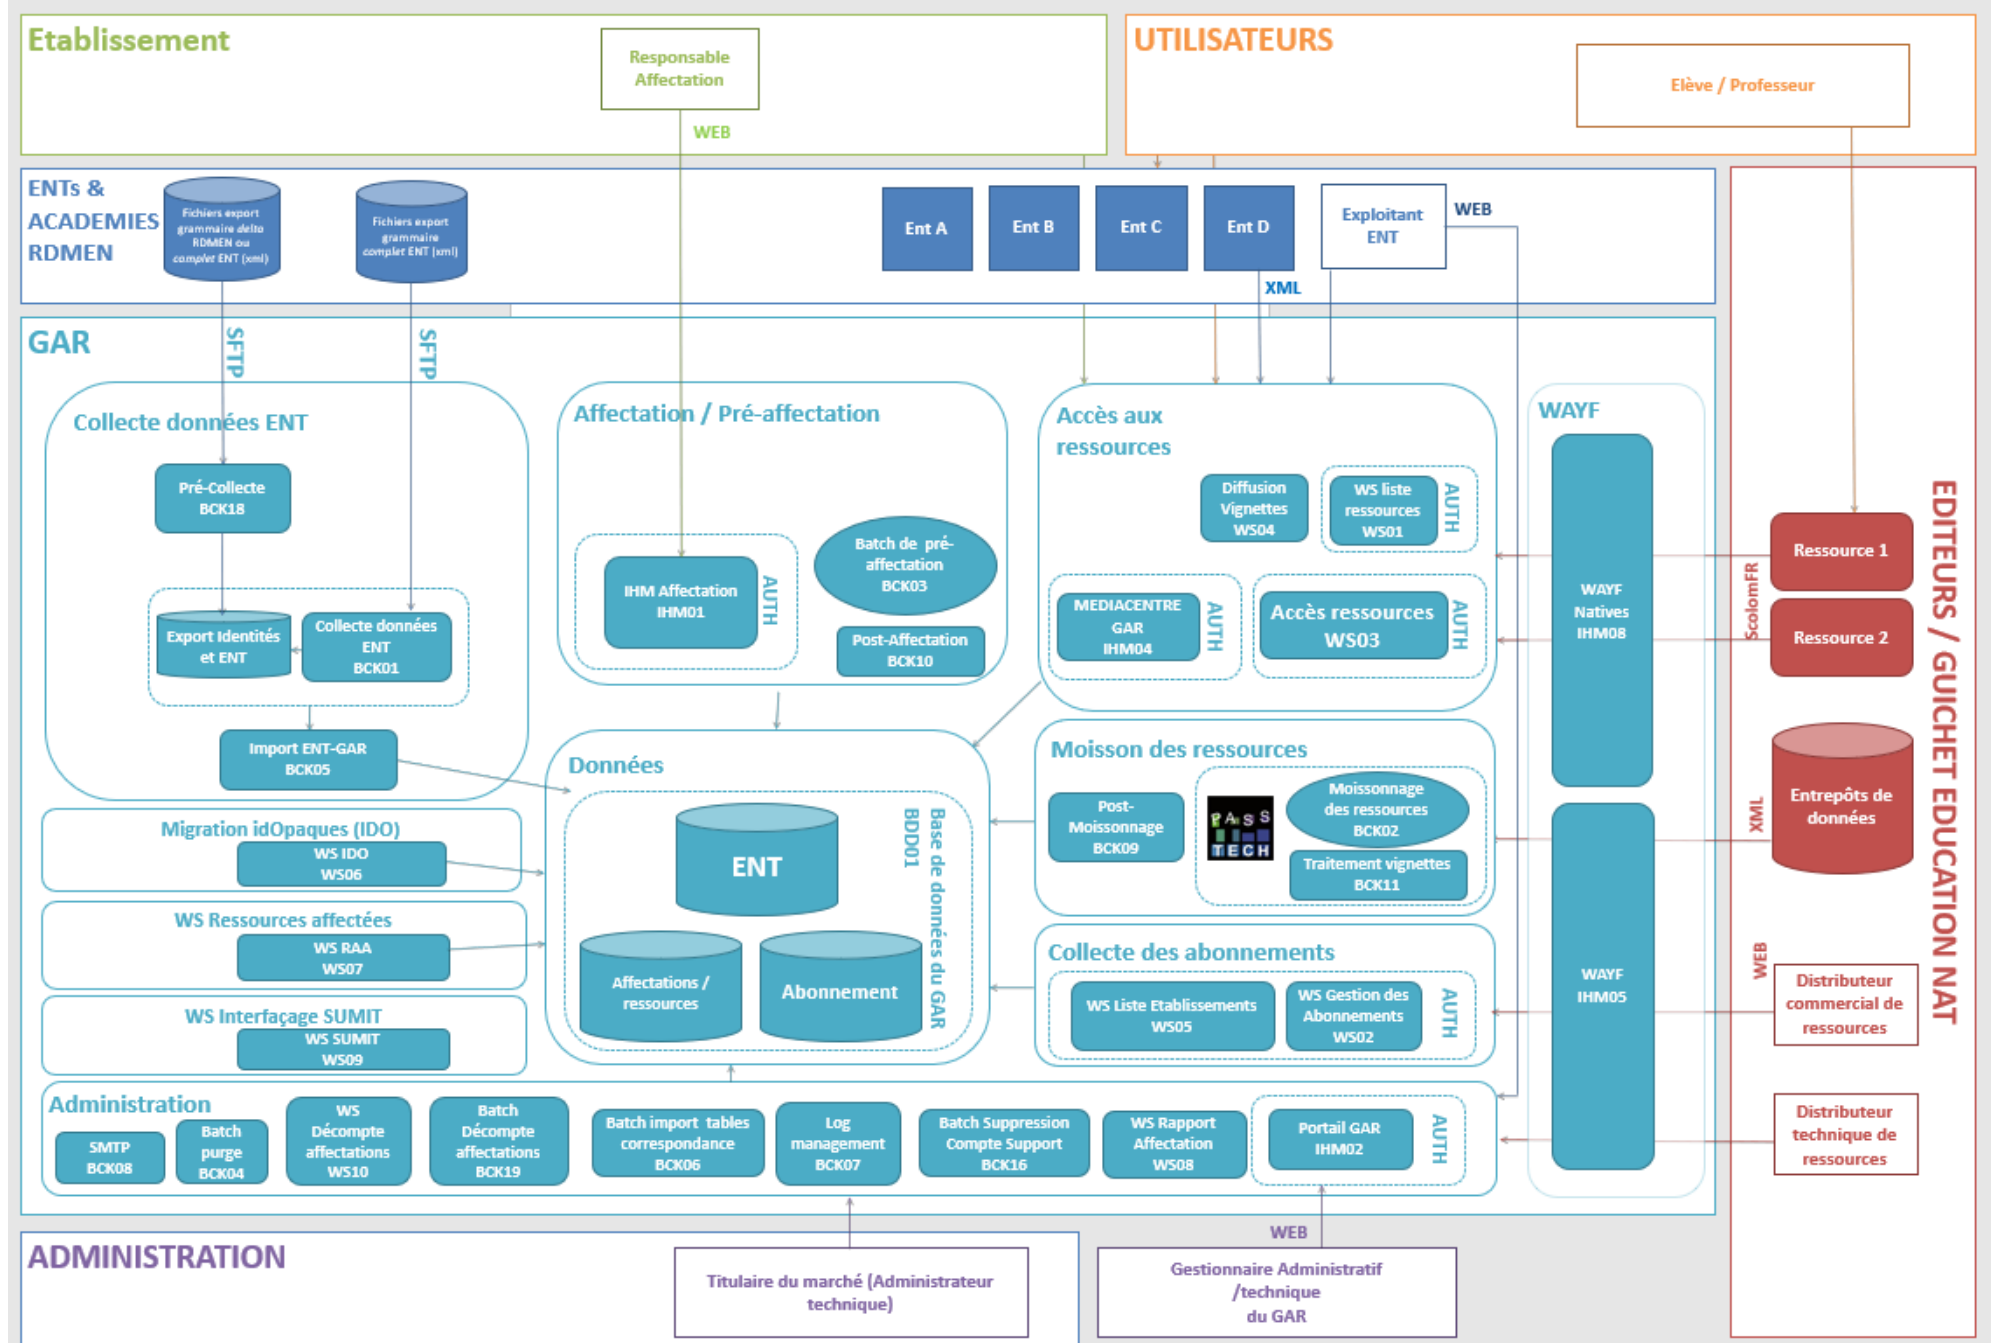 Etablissement
Responsable
Affectation
WEB
UTILISATEURS
Elève / Professeur
ENTs &
ACADEMIES
RDMEN
Fichiers export
grammaire delta
RDMEN ou
complet ENT (xml)
Fichiers export
grammaire
complet ENT (xml)
Ent A
Ent B
Ent C
Ent D
XML
Exploitant
ENT
WEB
GAR
SFTP
SFTP
Collecte données ENT
Pré-Collecte
BCK18
Export Identités
et ENT
Collecte données
ENT
BCK01
Import ENT-GAR
BCK05
Affectation / Pré-affectation
IHM Affectation
IHM01
AUTH
Batch de pré-
affectation
BCK03
Post-Affectation
BCK10
Accès aux
ressources
Diffusion
Vignettes
WS04
WS liste
ressources
WS01
AUTH
MEDIACENTRE
GAR
IHM04
AUTH
Accès ressources
WS03
AUTH
WAYF
WAYF
Natives
IHM08
WAYF
IHM05
EDITEURS / GUICHET EDUCATION NAT
Ressource 1
ScolomFR
Ressource 2
XML
Entrepôts de
données
WEB
Distributeur
commercial de
ressources
Distributeur
technique de
ressources
Migration idOpaques (IDO)
WS IDO
WS06
WS Ressources affectées
WS RAA
WS07
WS Interfaçage SUMIT
WS SUMIT
WS09
Données
ENT
Affectations /
ressources
Abonnement
Base de données du GAR
BDD01
Moisson des ressources
Post-
Moissonnage
BCK09
PASS
TECH
Moissonnage
des ressources
BCK02
Traitement vignettes
BCK11
Collecte des abonnements
WS Liste Etablissements
WS05
WS Gestion des
Abonnements
WS02
AUTH
Administration
SMTP
BCK08
Batch
purge
BCK04
WS
Décompte
affectations
WS10
Batch
Décompte
affectations
BCK19
Batch import tables
correspondance
BCK06
Log
management
BCK07
Batch Suppression
Compte Support
BCK16
WS Rapport
Affectation
WS08
Portail GAR
IHM02
AUTH
ADMINISTRATION
Titulaire du marché (Administrateur
technique)
WEB
Gestionnaire Administratif
/technique
du GAR